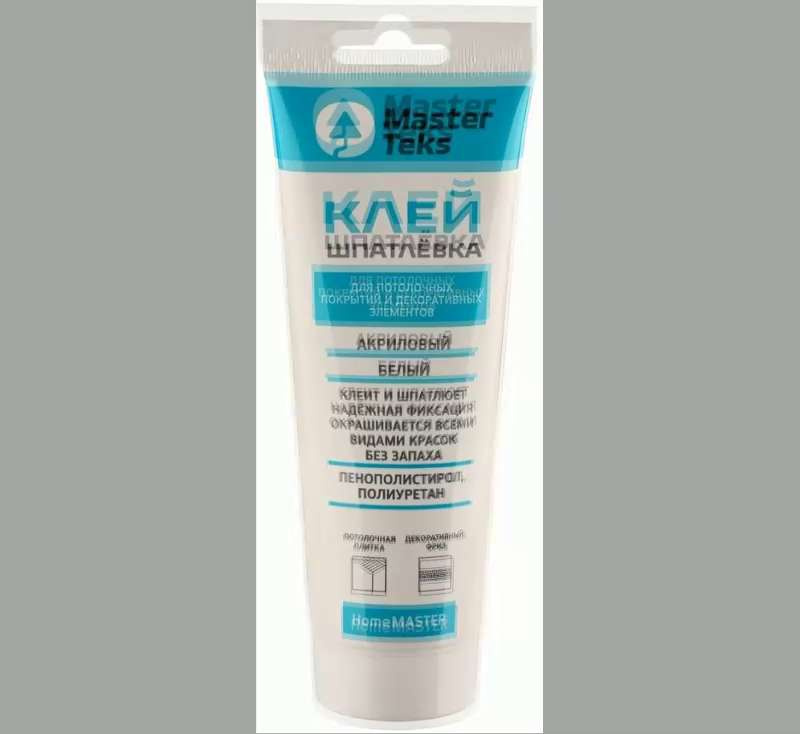 Master
Teks
КЛЕЙ
ШПАТЛЁВКА
ДЛЯ ПОТОЛОЧНЫХ
ПОКРЫТИЙ И ДЕКОРАТИВНЫХ
ЭЛЕМЕНТОВ
АКРИЛОВЫЙ
БЕЛЫЙ
КЛЕИТ И ШПАТЛЮЕТ
НАДЁЖНАЯ ФИКСАЦИЯ
ОКРАШИВАЕТСЯ ВСЕМИ
ВИДАМИ КРАСОК
БЕЗ ЗАПАХА
ПЕНОПОЛИСТИРОЛ,
ПОЛИУРЕТАН
ПОТОЛОЧНАЯ ДЕКОРАТИВНЫЙ
ПЛИТКА ФРИЗ
HomeMASTER